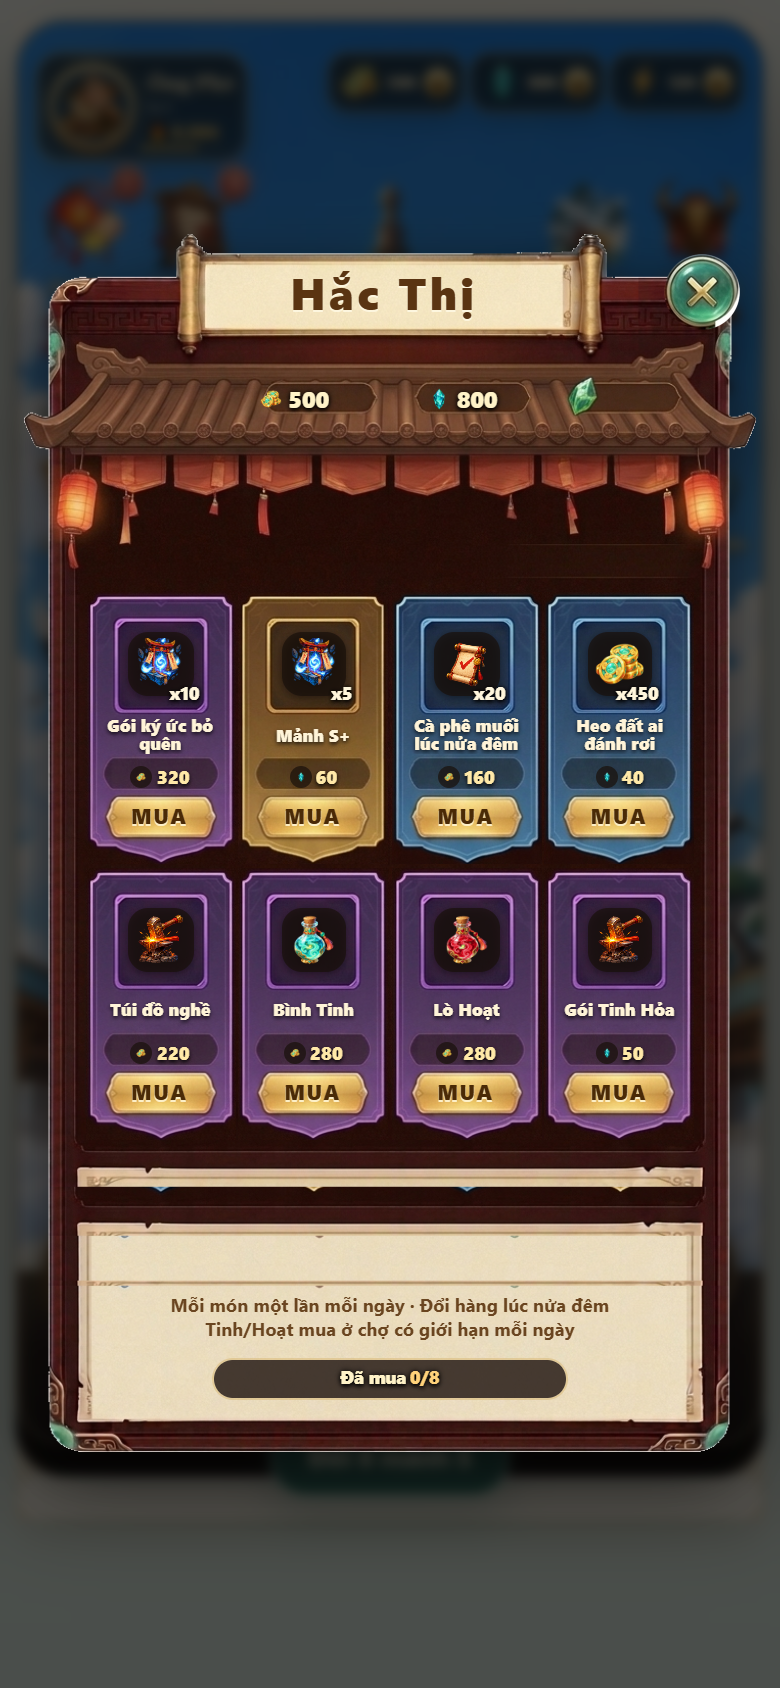 Hắc Thị
500
800
x10
x5
x20
x450
Gói ký ức bỏ
quên
Mảnh S+
Cà phê muối
lúc nửa đêm
Heo đất ai
đánh rơi
320
60
160
40
MUA
MUA
MUA
MUA
Túi đồ nghề
Bình Tinh
Lò Hoạt
Gói Tinh Hỏa
220
280
280
50
MUA
MUA
MUA
MUA
Mỗi món một lần mỗi ngày · Đổi hàng lúc nửa đêm
Tinh/Hoạt mua ở chợ có giới hạn mỗi ngày
Đã mua 0/8